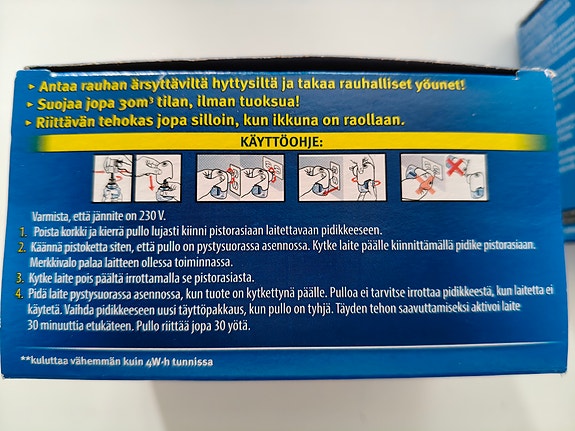 ▸ Antaa rauhan ärsyttäviltä hyttysiltä ja takaa rauhalliset yöunet!
▸ Suojaa jopa 30m³ tilan, ilman tuoksua!
▸ Riittävän tehokas jopa silloin, kun ikkuna on raollaan.
KÄYTTÖOHJE:
Varmista, että jännite on 230 V.
1. Poista korkki ja kierrä pullo lujasti kiinni pistorasiaan laitettavaan pidikkeeseen.
2. Käännä pistoketta siten, että pullo on pystysuorassa asennossa. Kytke laite päälle kiinnittämällä pidike pistorasiaan.
Merkkivalo palaa laitteen ollessa toiminnassa.
3. Kytke laite pois päältä irrottamalla se pistorasiasta.
4. Pidä laite pystysuorassa asennossa, kun tuote on kytkettynä päälle. Pulloa ei tarvitse irrottaa pidikkeestä, kun laitetta ei
käytetä. Vaihda pidikkeeseen uusi täyttöpakkaus, kun pullo on tyhjä. Täyden tehon saavuttamiseksi aktivoi laite
30 minuuttia etukäteen. Pullo riittää jopa 30 yötä.
**kuluttaa vähemmän kuin 4W·h tunnissa